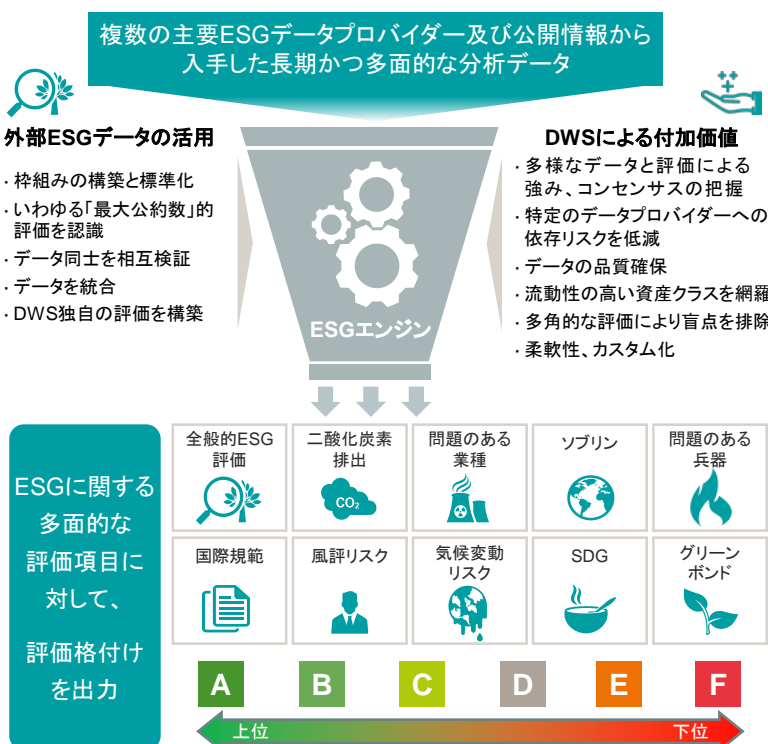 複数の主要ESGデータプロバイダー及び公開情報から
入手した長期かつ多面的な分析データ
外部ESGデータの活用
・枠組みの構築と標準化
・いわゆる「最大公約数」的
評価を認識
・データ同士を相互検証
・データを統合
・DWS独自の評価を構築
ESGエンジン
DWSによる付加価値
・多様なデータと評価による
強み、コンセンサスの把握
・特定のデータプロバイダーへの
依存リスクを低減
・データの品質確保
・流動性の高い資産クラスを網羅
・多角的な評価により盲点を排除
・柔軟性、カスタム化
ESGに関する
多面的な
評価項目に
対して、
評価格付け
を出力
全般的ESG
評価
二酸化炭素
排出
CO₂
問題のある
業種
ソブリン
問題のある
兵器
国際規範
風評リスク
気候変動
リスク
SDG
グリーン
ボンド
A B C D E F
上位 下位